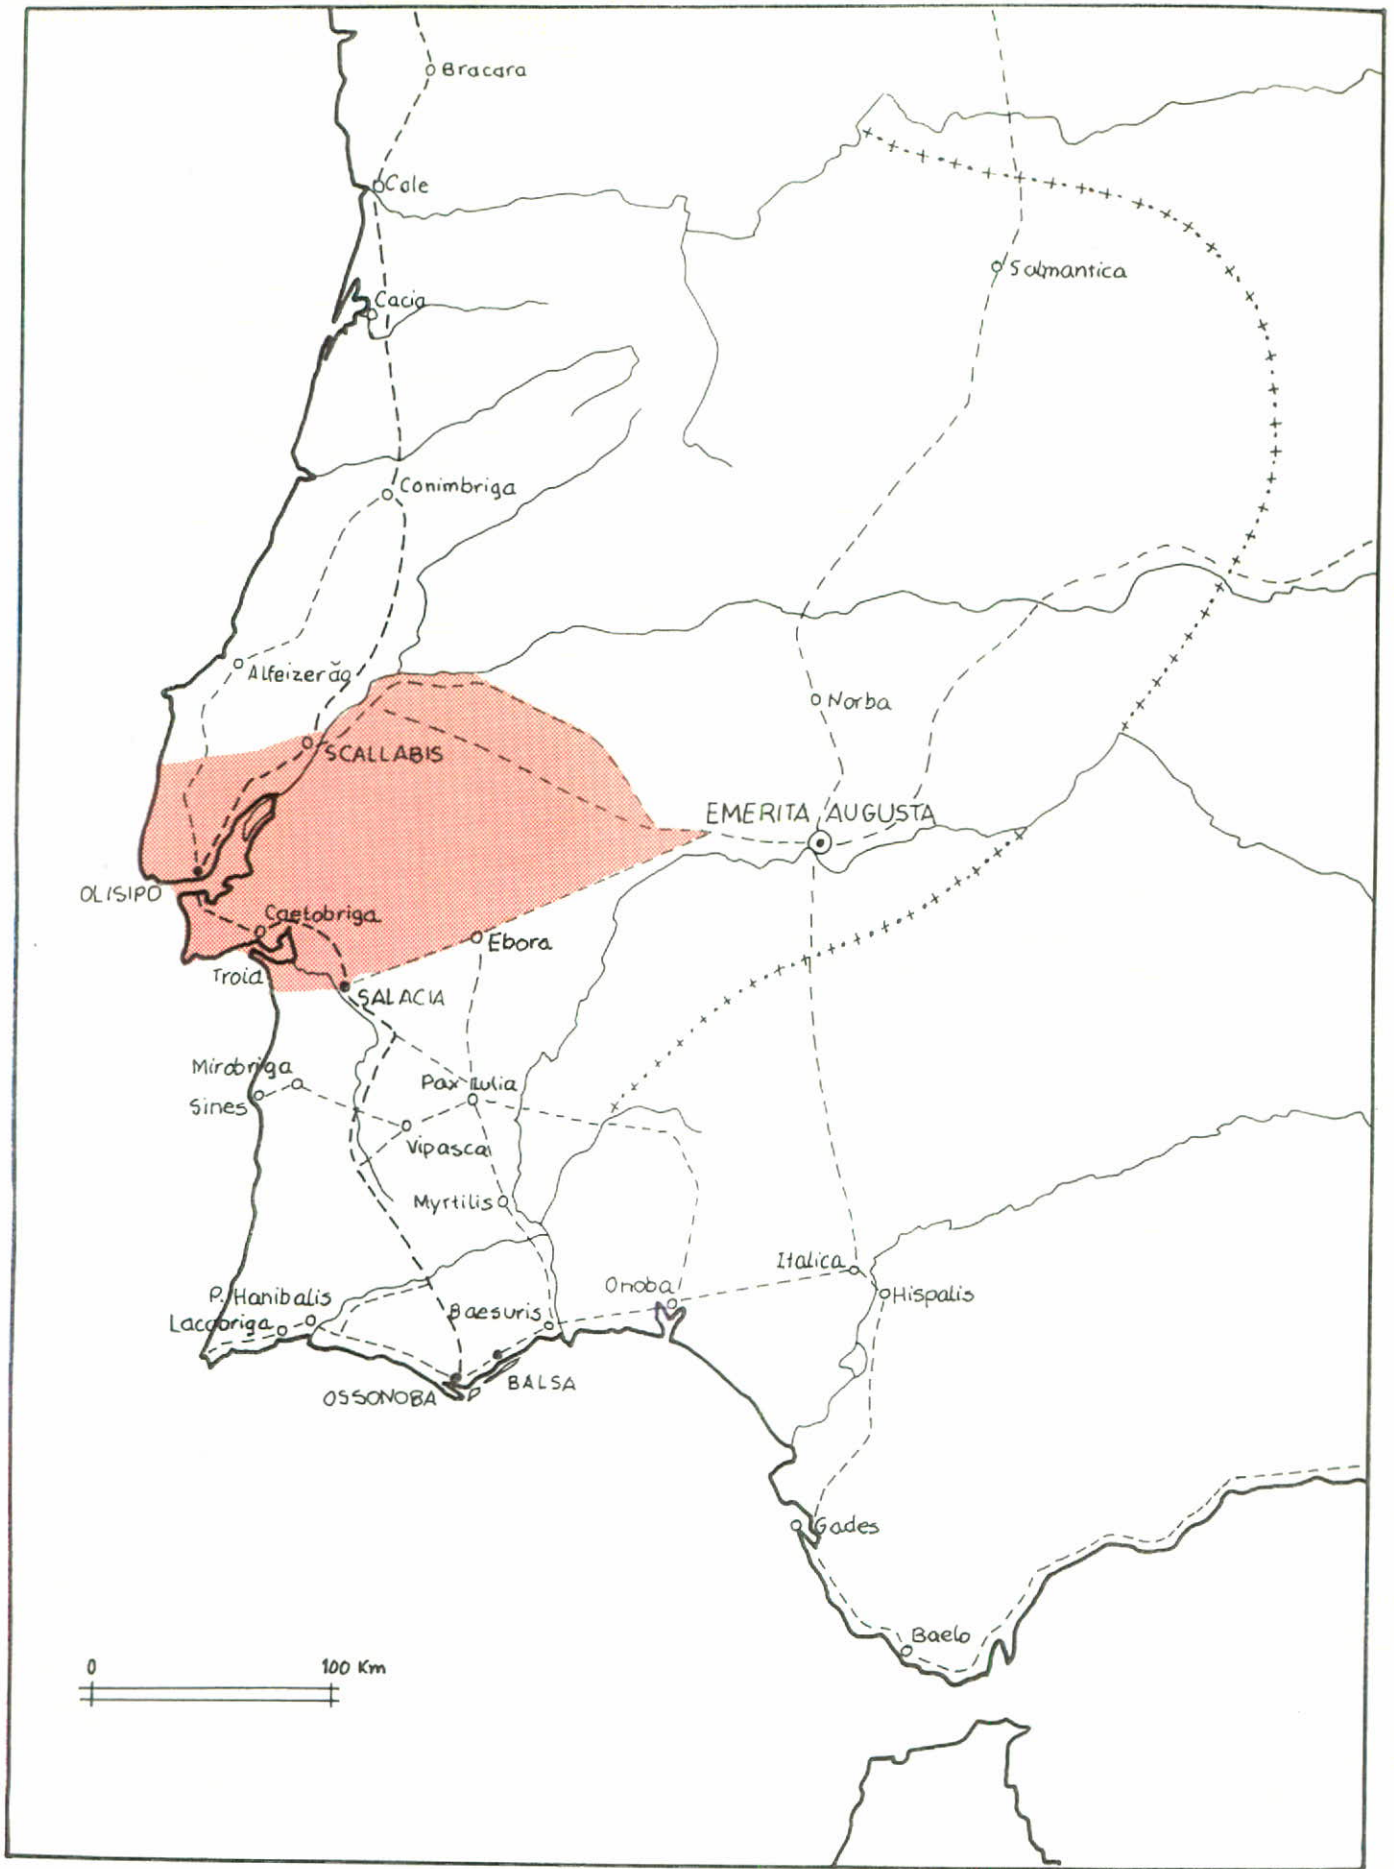 Bracara
Cale
Salmantica
Cacia
Conimbriga
Alfeizerão
Norba
SCALLABIS
EMERITA AUGUSTA
OLISIPO
Caetobriga
Ebora
Troia
SALACIA
Mirobriga
Pax Iulia
Sines
Vipasca
Myrtilis
Italica
Onoba
P. Hanibalis
Hispalis
Baesuris
Lacobriga
BALSA
OSSONOBA
Gades
Baelo
0 100 Km